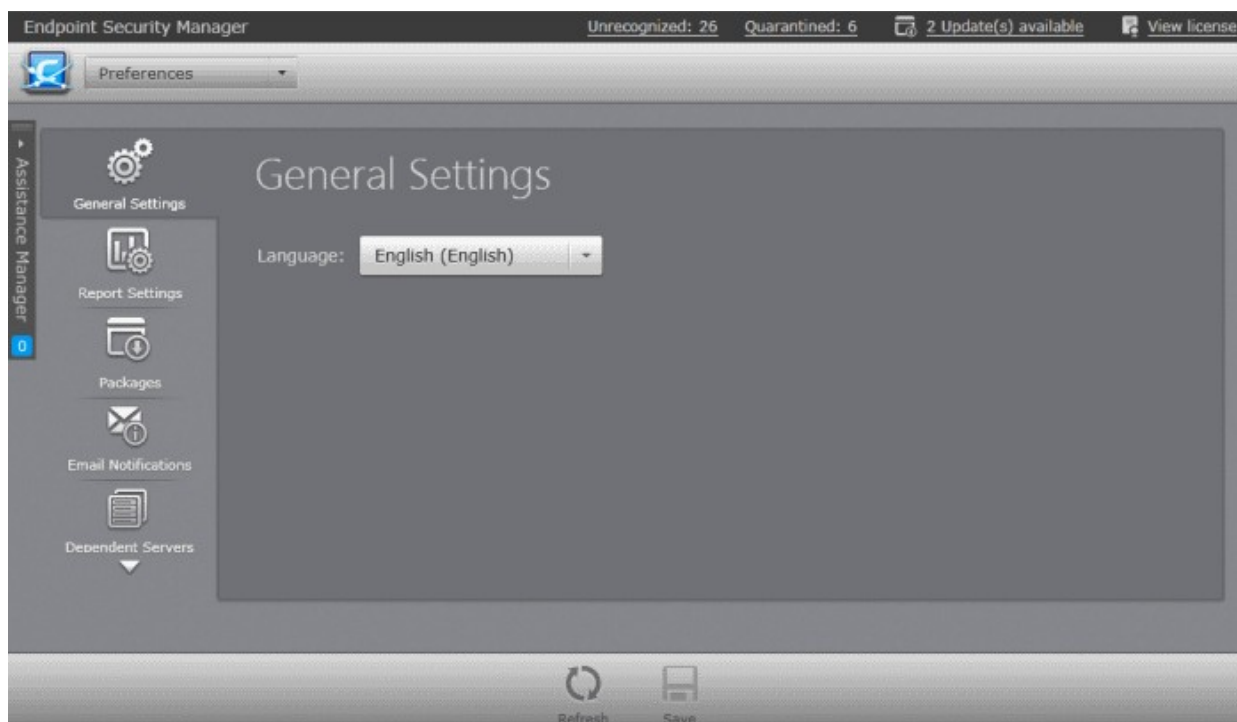 Endpoint Security Manager Unrecognized: 26 Quarantined: 6 2 Update(s) available View license
Preferences
Assistance Manager
0
General Settings
Report Settings
Packages
Email Notifications
Dependent Servers
General Settings
Language: English (English)
Refresh Save